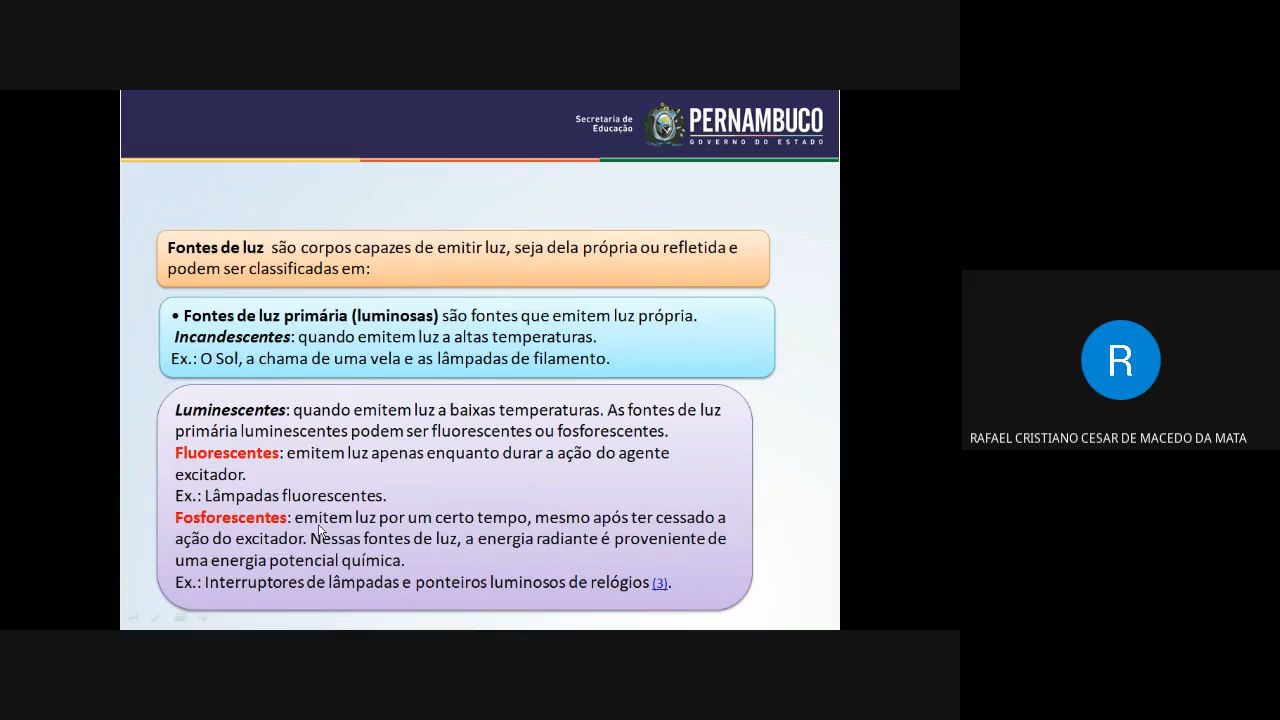 Secretaria de
Educação
PERNAMBUCO
GOVERNO DO ESTADO
Fontes de luz são corpos capazes de emitir luz, seja dela própria ou refletida e
podem ser classificadas em:
• Fontes de luz primária (luminosas) são fontes que emitem luz própria.
Incandescentes: quando emitem luz a altas temperaturas.
Ex.: O Sol, a chama de uma vela e as lâmpadas de filamento.
Luminescentes: quando emitem luz a baixas temperaturas. As fontes de luz
primária luminescentes podem ser fluorescentes ou fosforescentes.
Fluorescentes: emitem luz apenas enquanto durar a ação do agente
excitador.
Ex.: Lâmpadas fluorescentes.
Fosforescentes: emitem luz por um certo tempo, mesmo após ter cessado a
ação do excitador. Nessas fontes de luz, a energia radiante é proveniente de
uma energia potencial química.
Ex.: Interruptores de lâmpadas e ponteiros luminosos de relógios (3).
R
RAFAEL CRISTIANO CESAR DE MACEDO DA MATA